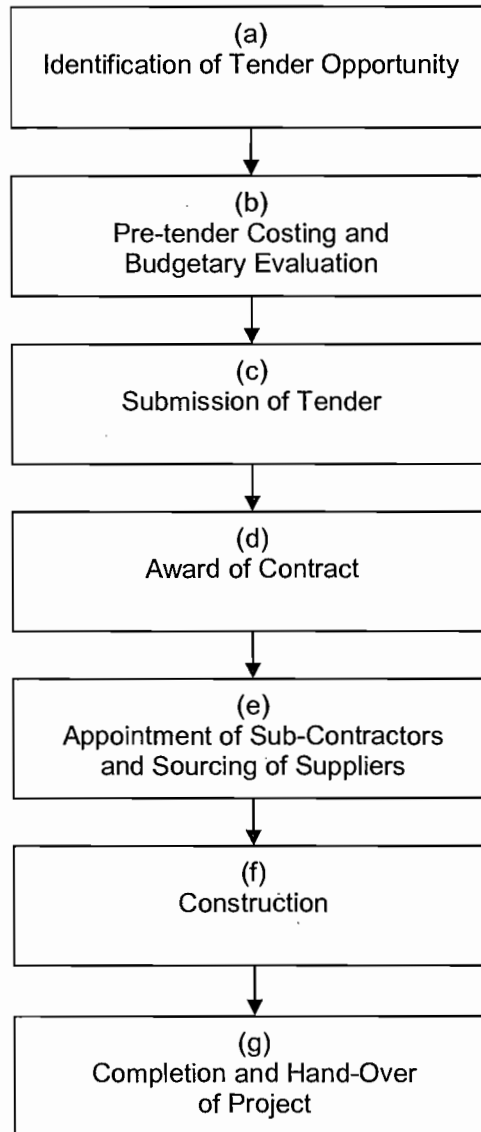 (a)
Identification of Tender Opportunity
(b)
Pre-tender Costing and
Budgetary Evaluation
(c)
Submission of Tender
(d)
Award of Contract
(e)
Appointment of Sub-Contractors
and Sourcing of Suppliers
(f)
Construction
(g)
Completion and Hand-Over
of Project